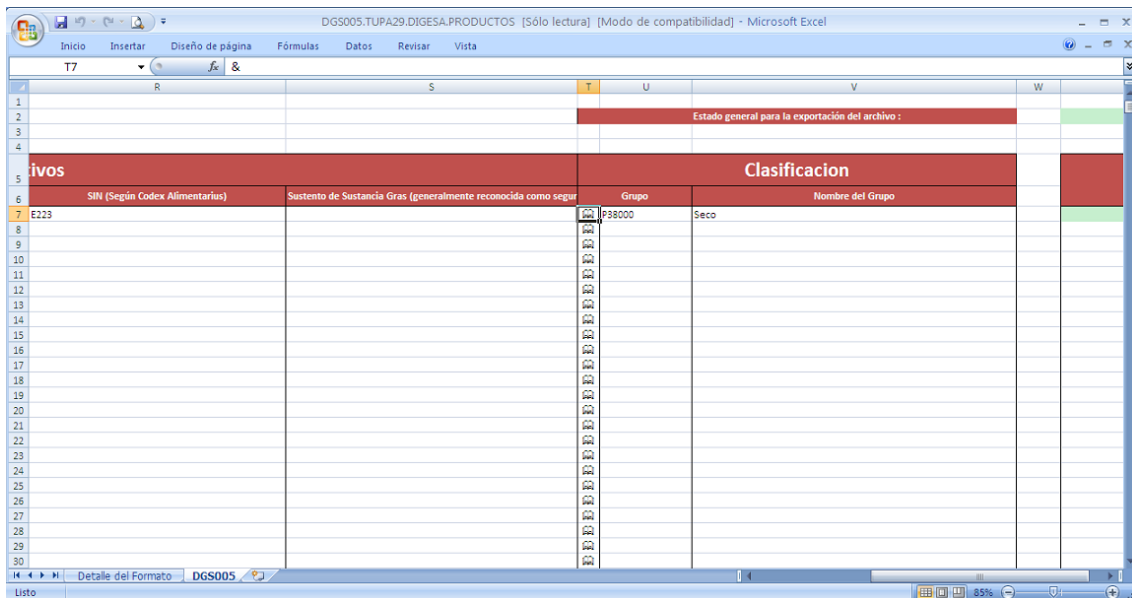 DGS005.TUPA29.DIGESA.PRODUCTOS [Sólo lectura] [Modo de compatibilidad] - Microsoft Excel
Inicio Insertar Diseño de página Fórmulas Datos Revisar Vista
T7 fx &
R S T U V W
1
2 Estado general para la exportación del archivo :
3
4
5 tivos Clasificacion
6 SIN (Según Codex Alimentarius) Sustento de Sustancia Gras (generalmente reconocida como segur Grupo Nombre del Grupo
7 E223 P38000 Seco
8
9
10
11
12
13
14
15
16
17
18
19
20
21
22
23
24
25
26
27
28
29
30
Detalle del Formato DGS005
Listo 85%